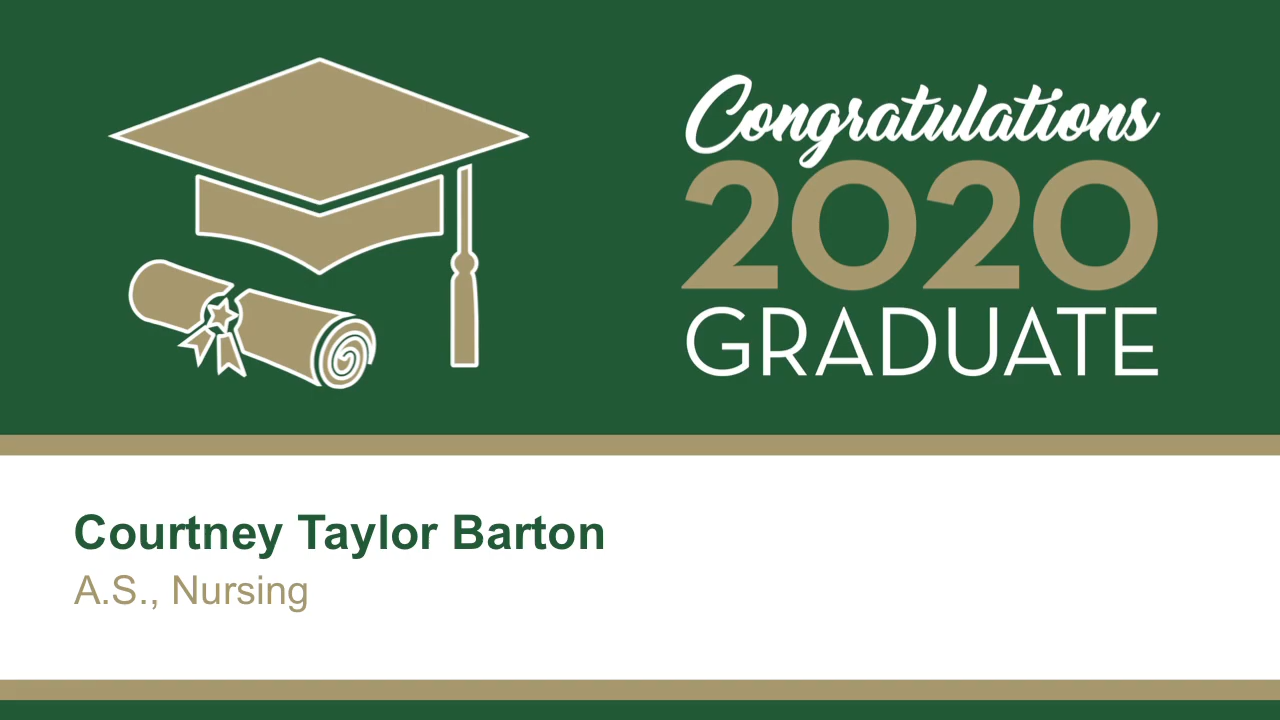 Congratulations
2020
GRADUATE
Courtney Taylor Barton
A.S., Nursing